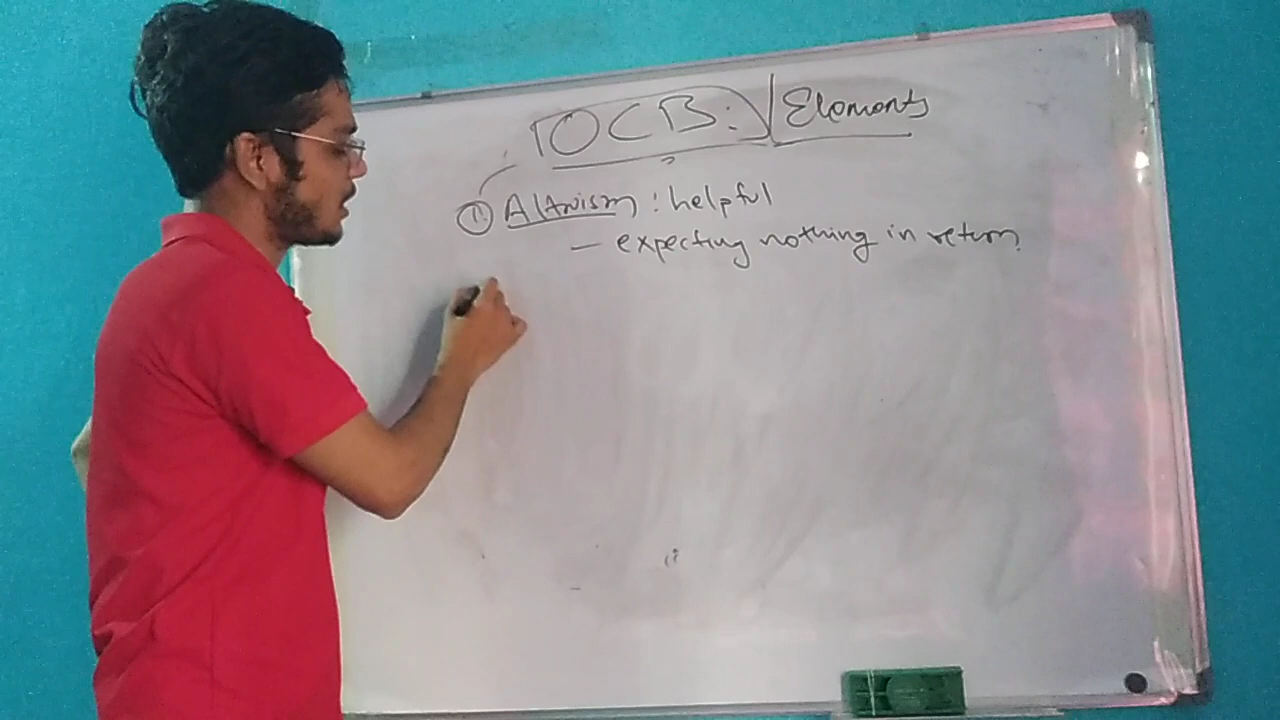 OCB: Elements
① Altruism : helpful
– expecting nothing in return.